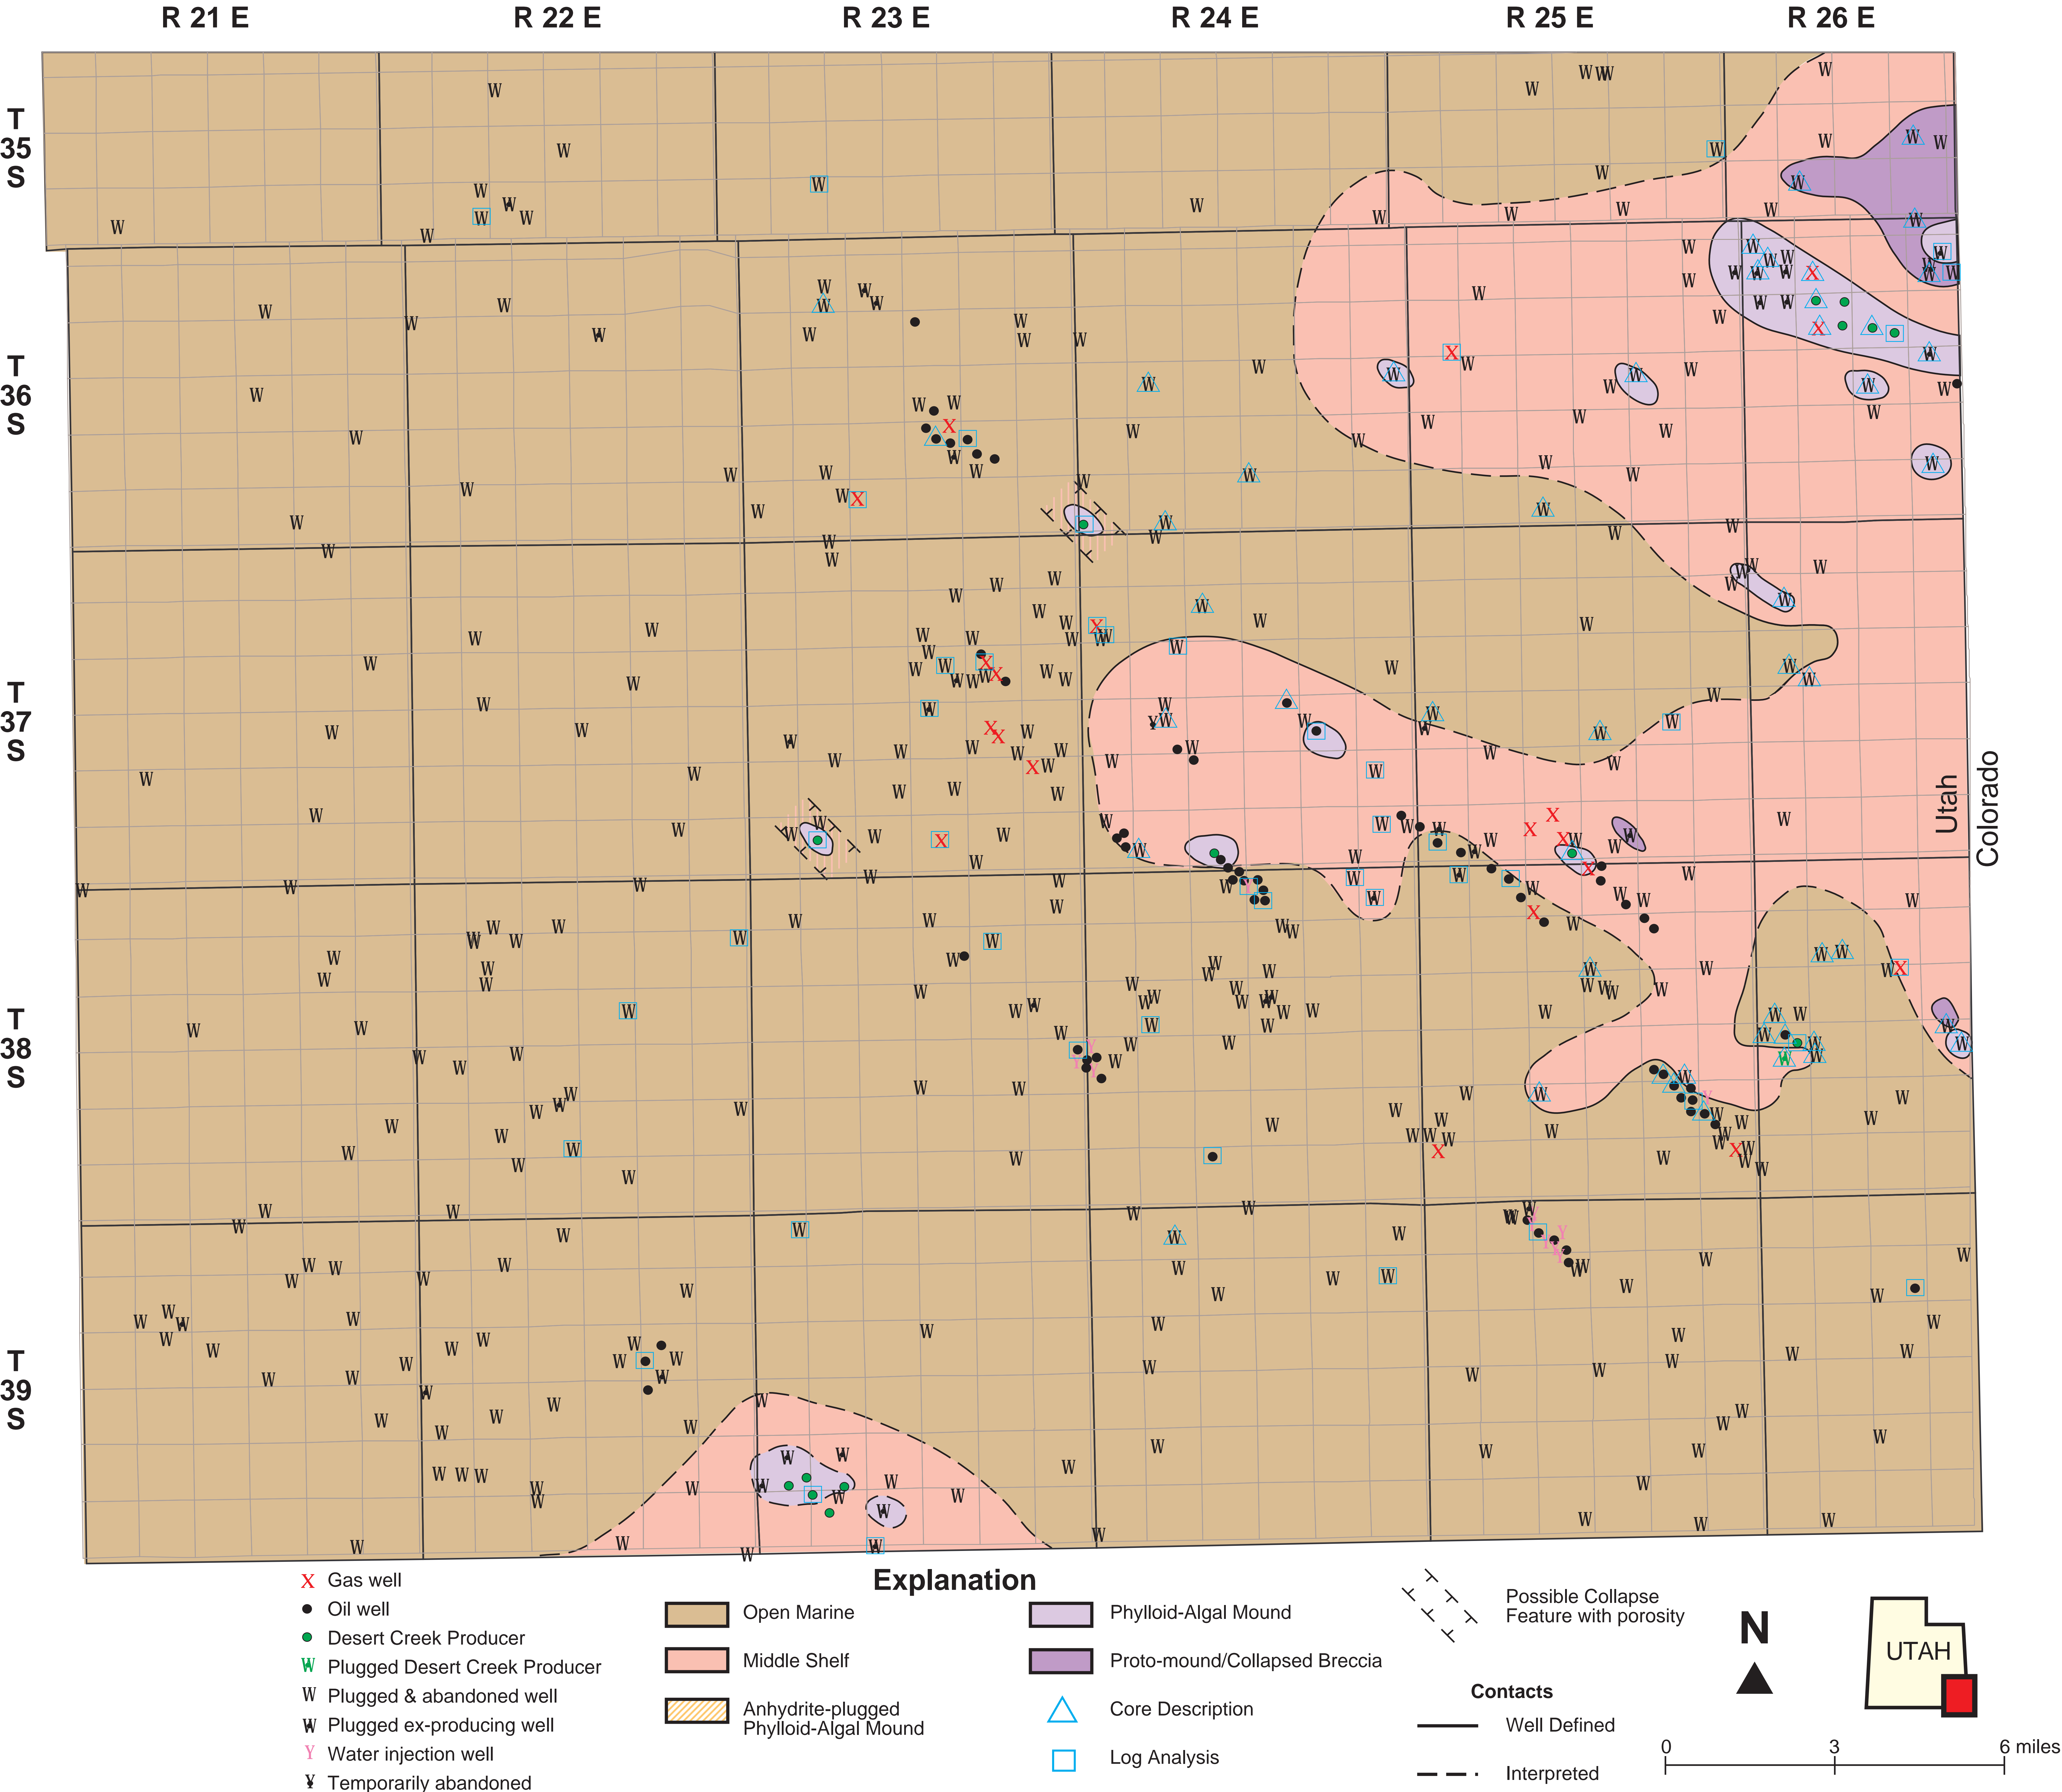 R 21 E R 22 E R 23 E R 24 E R 25 E R 26 E
T
35
S
T
36
S
T
37
S
T
38
S
T
39
S
Utah
Colorado
Explanation
X Gas well
Oil well
Desert Creek Producer
W Plugged Desert Creek Producer
W Plugged & abandoned well
W Plugged ex-producing well
Y Water injection well
Y Temporarily abandoned
Open Marine
Middle Shelf
Anhydrite-plugged
Phylloid-Algal Mound
Phylloid-Algal Mound
Proto-mound/Collapsed Breccia
Core Description
Log Analysis
Possible Collapse
Feature with porosity
Contacts
Well Defined
Interpreted
N
UTAH
0 3 6 miles